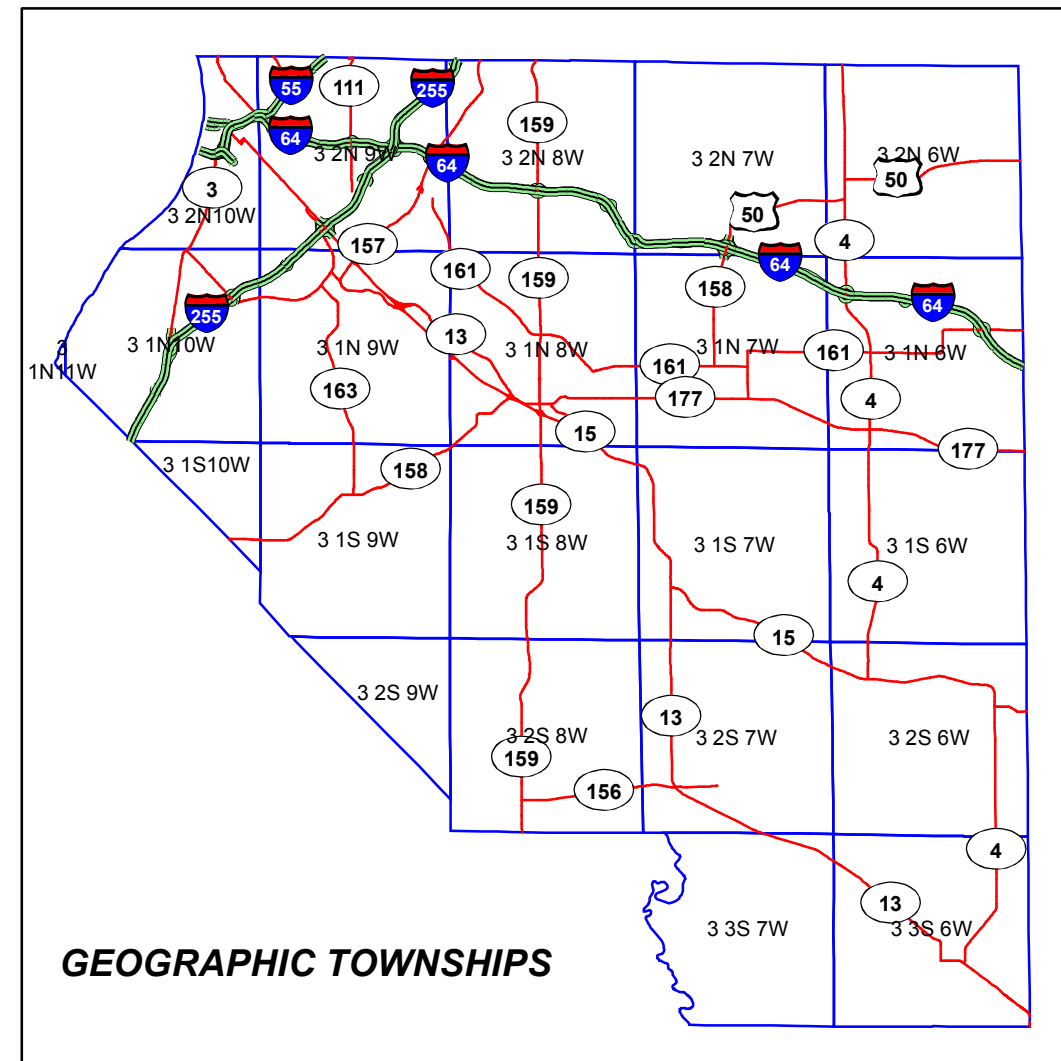 55
111
255
159
64
3 2N 9W
64
3 2N 8W
3 2N 7W
3 2N 6W
50
3
3 2N10W
50
157
4
161
159
158
64
64
255
13
3
1N11W
3 1N10W
3 1N 9W
3 1N 8W
3 1N 7W
161
3 1N 6W
161
163
177
4
15
177
3 1S10W
158
159
3 1S 9W
3 1S 8W
3 1S 7W
3 1S 6W
4
15
3 2S 9W
13
3 2S 8W
3 2S 7W
3 2S 6W
159
156
4
13
3 3S 7W
3 3S 6W
GEOGRAPHIC TOWNSHIPS